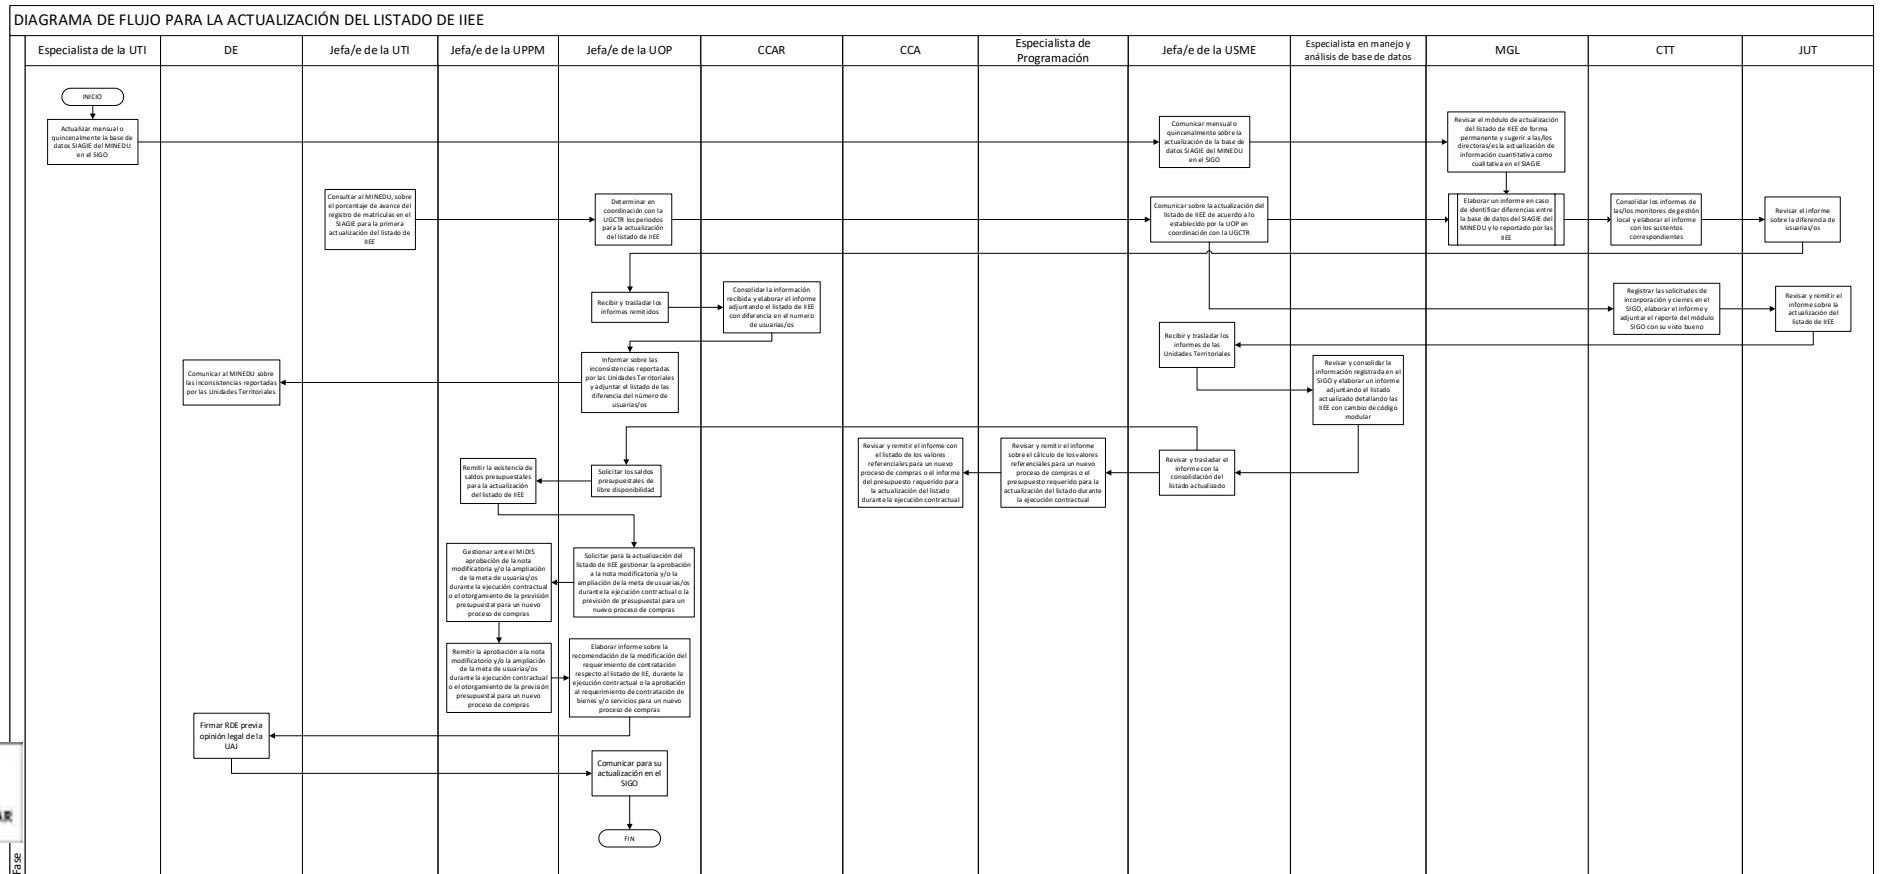 DIAGRAMA DE FLUJO PARA LA ACTUALIZACIÓN DEL LISTADO DE IIEE
Especialista de la UTI
DE
Jefa/e de la UTI
Jefa/e de la UPPM
Jefa/e de la UOP
CCAR
CCA
Especialista de
Programación
Jefa/e de la USME
Especialista en manejo y
análisis de base de datos
MGL
CTT
JUT
INICIO
Actualizar mensual o
quincenalmente la base de
datos SIAGIE del MINEDU
en el SIGO
Comunicar mensual o
quincenalmente sobre la
actualización de la base de
datos SIAGIE del MINEDU
en el SIGO
Revisar el módulo de actualización
del listado de IIEE de forma
permanente y sugerir a las/los
directoras/es la actualización de
información cuantitativa como
cualitativa en el SIAGIE
Consultar al MINEDU, sobre
el porcentaje de avance del
registro de matrículas en el
SIAGIE para la primera
actualización del listado de
IIEE
Determinar en
coordinación con la
UGCTR los periodos
para la actualización
del listado de IIEE
Comunicar sobre la actualización del
listado de IIEE de acuerdo a lo
establecido por la UOP en
coordinación con la UGCTR
Elaborar un informe en caso
de identificar diferencias entre
la base de datos del SIAGIE del
MINEDU y lo reportado por las
IIEE
Consolidar los informes de
las/los monitores de gestión
local y elaborar el informe
con los sustentos
correspondientes
Revisar el informe
sobre la diferencia de
usuarias/os
Recibir y trasladar los
informes remitidos
Consolidar la información
recibida y elaborar el informe
adjuntando el listado de IIEE
con diferencia en el numero
de usuarias/os
Registrar las solicitudes de
incorporación y cierres en el
SIGO, elaborar el informe y
adjuntar el reporte del módulo
SIGO con su visto bueno
Revisar y remitir el
informe sobre la
actualización del
listado de IIEE
Recibir y trasladar los
informes de las
Unidades Territoriales
Comunicar al MINEDU sobre
las inconsistencias reportadas
por las Unidades Territoriales
Informar sobre las
inconsistencias reportadas
por las Unidades Territoriales
y adjuntar el listado de las
diferencia del número de
usuarias/os
Revisar y consolidar la
información registrada en el
SIGO y elaborar un informe
adjuntando el listado
actualizado detallando las
IIEE con cambio de código
modular
Remitir la existencia de
saldos presupuestales
para la actualización
del listado de IIEE
Solicitar los saldos
presupuestales de
libre disponibilidad
Revisar y remitir el informe con
el listado de los valores
referenciales para un nuevo
proceso de compras o el informe
del presupuesto requerido para
la actualización del listado
durante la ejecución contractual
Revisar y remitir el informe
sobre el cálculo de los valores
referenciales para un nuevo
proceso de compras o el
presupuesto requerido para la
actualización del listado durante
la ejecución contractual
Revisar y trasladar el
informe con la
consolidación del
listado actualizado
Gestionar ante el MIDIS
aprobación de la nota
modificatoria y/o la ampliación
de la meta de usuarias/os
durante la ejecución contractual
o el otorgamiento de la previsión
presupuestal para un nuevo
proceso de compras
Solicitar para la actualización del
listado de IIEE gestionar la aprobación
a la nota modificatoria y/o la
ampliación de la meta de usuarias/os
durante la ejecución contractual o la
previsión de presupuestal para un
nuevo proceso de compras
Remitir la aprobación a la nota
modificatorio y/o la ampliación
de la meta de usuarias/os
durante la ejecución contractual
o el otorgamiento de la previsión
presupuestal para un nuevo
proceso de compras
Elaborar informe sobre la
recomendación de la modificación del
requerimiento de contratación
respecto al listado de IIE, durante la
ejecución contractual o la aprobación
al requerimiento de contratación de
bienes y/o servicios para un nuevo
proceso de compras
Firmar RDE previa
opinión legal de la
UAJ
Comunicar para su
actualización en el
SIGO
FIN
Fase